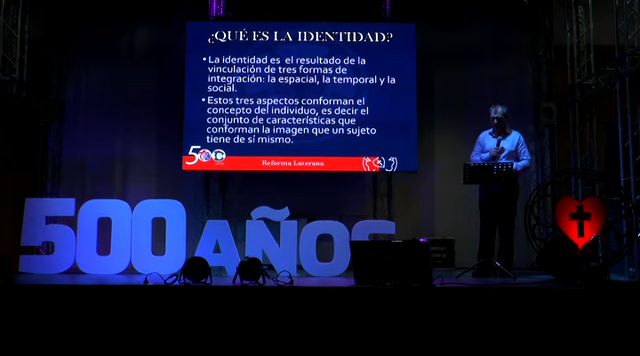 ¿QUÉ ES LA IDENTIDAD?
• La identidad es el resultado de la
vinculación de tres formas de
integración: la espacial, la temporal y la
social.
• Estos tres aspectos conforman el
concepto del individuo, es decir el
conjunto de características que
conforman la imagen que un sujeto
tiene de sí mismo.
Reforma Luterana
500 AÑOS